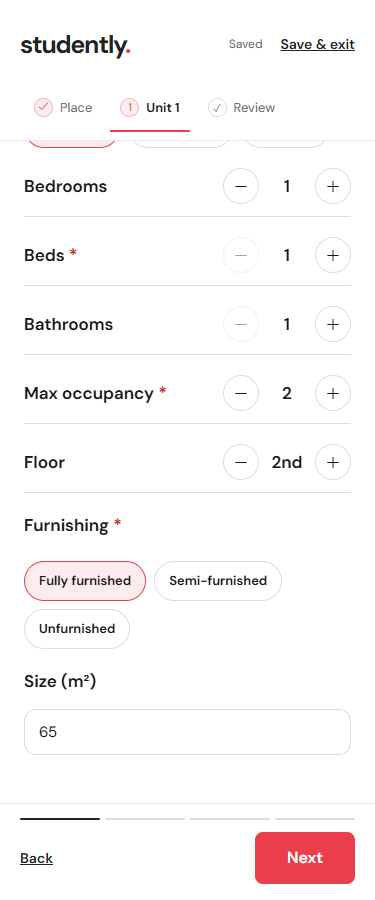 studently.
Saved Save & exit
Place 1 Unit 1 Review
Bedrooms 1
Beds * 1
Bathrooms 1
Max occupancy * 2
Floor 2nd
Furnishing *
Fully furnished Semi-furnished
Unfurnished
Size (m²)
65
Back Next